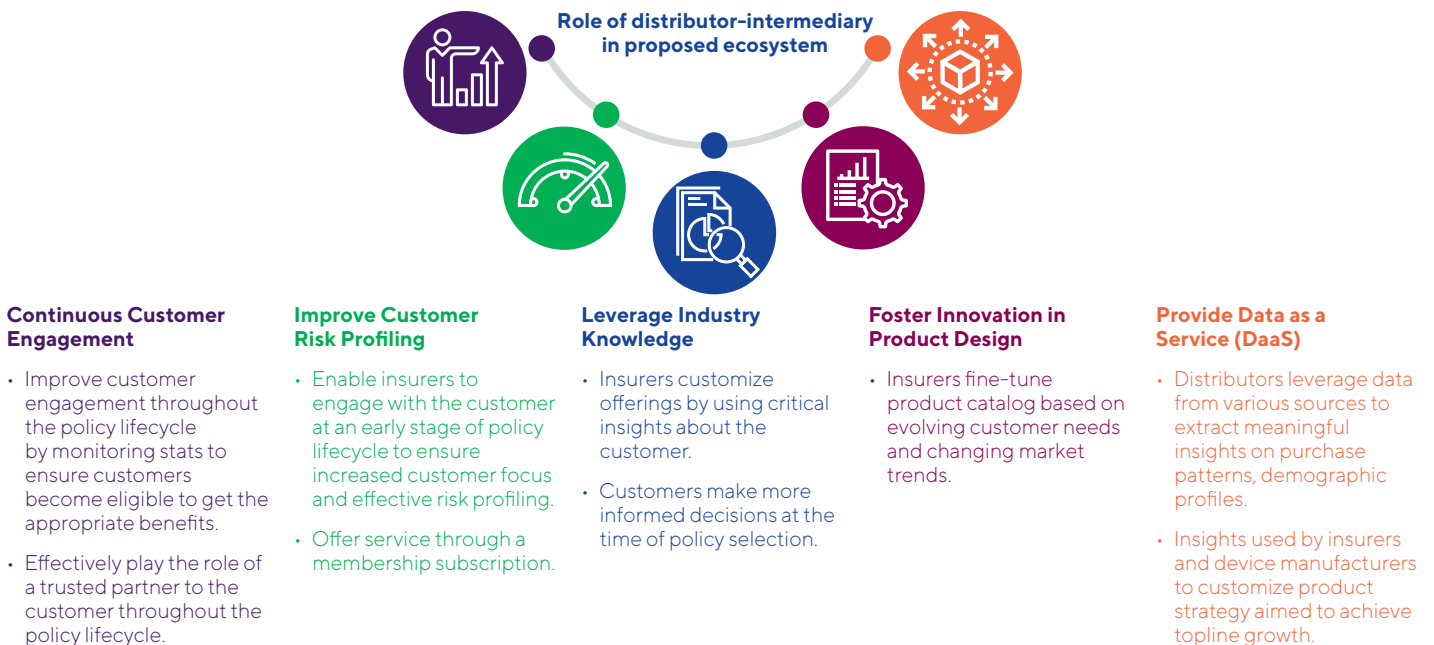 Role of distributor-intermediary
in proposed ecosystem
Continuous Customer
Engagement
• Improve customer
engagement throughout
the policy lifecycle
by monitoring stats to
ensure customers
become eligible to get the
appropriate benefits.
• Effectively play the role of
a trusted partner to the
customer throughout the
policy lifecycle.
Improve Customer
Risk Profiling
• Enable insurers to
engage with the customer
at an early stage of policy
lifecycle to ensure
increased customer focus
and effective risk profiling.
• Offer service through a
membership subscription.
Leverage Industry
Knowledge
• Insurers customize
offerings by using critical
insights about the
customer.
• Customers make more
informed decisions at the
time of policy selection.
Foster Innovation in
Product Design
• Insurers fine-tune
product catalog based on
evolving customer needs
and changing market
trends.
Provide Data as a
Service (DaaS)
• Distributors leverage data
from various sources to
extract meaningful
insights on purchase
patterns, demographic
profiles.
• Insights used by insurers
and device manufacturers
to customize product
strategy aimed to achieve
topline growth.